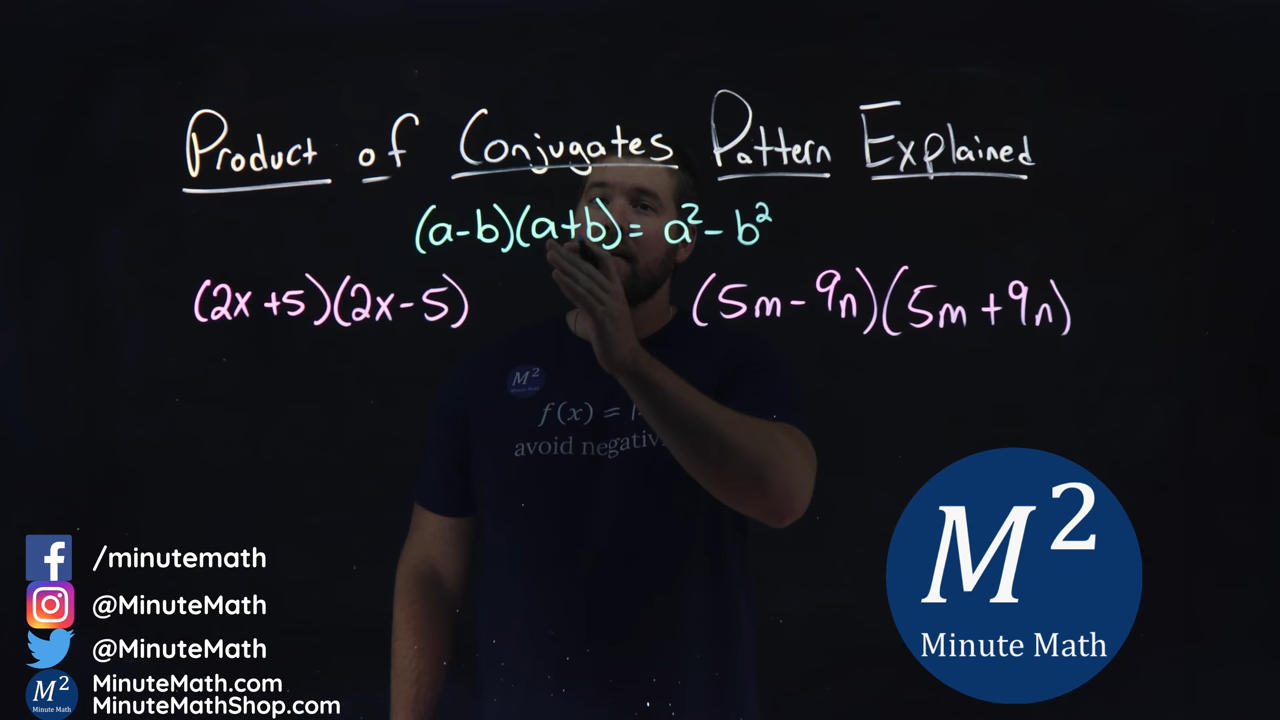 Product of Conjugates Pattern Explained
(a-b)(a+b) = a² - b²
(2x+5)(2x-5)
(5m-9n)(5m+9n)
M²
Minute Math
f(x) =
avoid
M²
Minute Math
/minutemath
@MinuteMath
@MinuteMath
M²
Minute Math
MinuteMath.com
MinuteMathShop.com